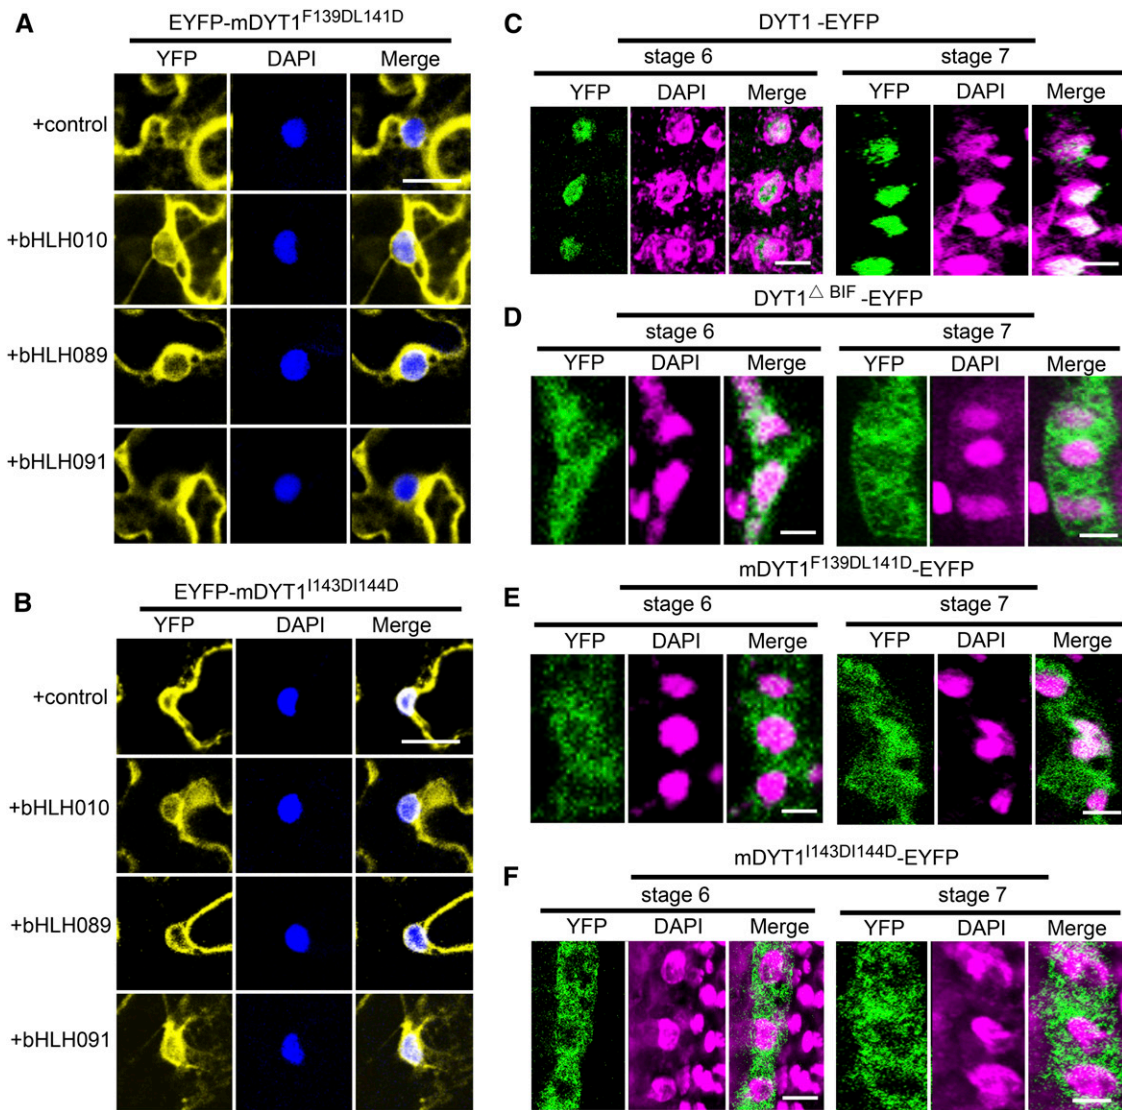 A
EYFP-mDYT1F139DL141D
YFP DAPI Merge
+control
+bHLH010
+bHLH089
+bHLH091
B
EYFP-mDYT1I143DI144D
YFP DAPI Merge
+control
+bHLH010
+bHLH089
+bHLH091
C
DYT1 -EYFP
stage 6 stage 7
YFP DAPI Merge YFP DAPI Merge
D
DYT1△ BIF -EYFP
stage 6 stage 7
YFP DAPI Merge YFP DAPI Merge
E
mDYT1F139DL141D-EYFP
stage 6 stage 7
YFP DAPI Merge YFP DAPI Merge
F
mDYT1I143DI144D-EYFP
stage 6 stage 7
YFP DAPI Merge YFP DAPI Merge